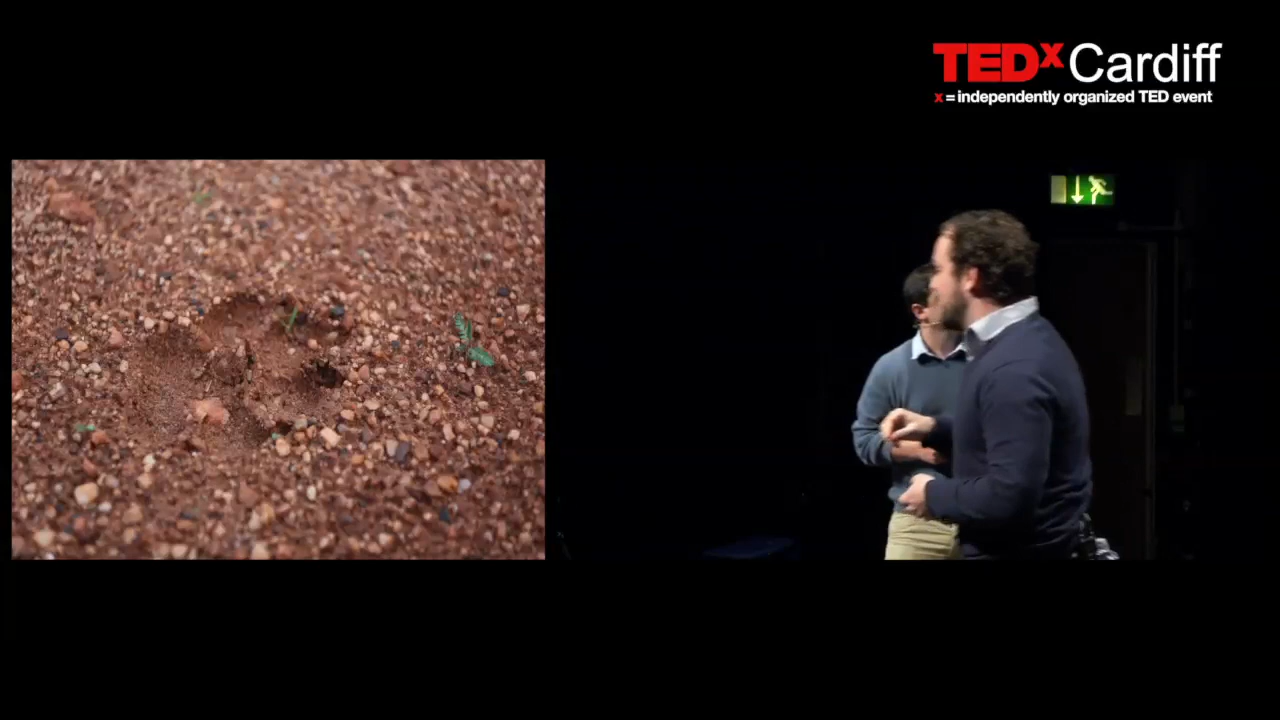 TEDxCardiff
x = independently organized TED event